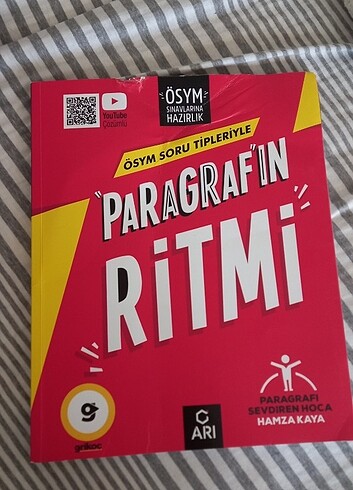 ÖSYM
SINAVLARINA
HAZIRLIK
YouTube
Çözümlü
ÖSYM SORU TİPLERİYLE
'PARAGRAF'IN
RİTMİ
PARAGRAFI
SEVDİREN HOCA
HAMZA KAYA
ARI